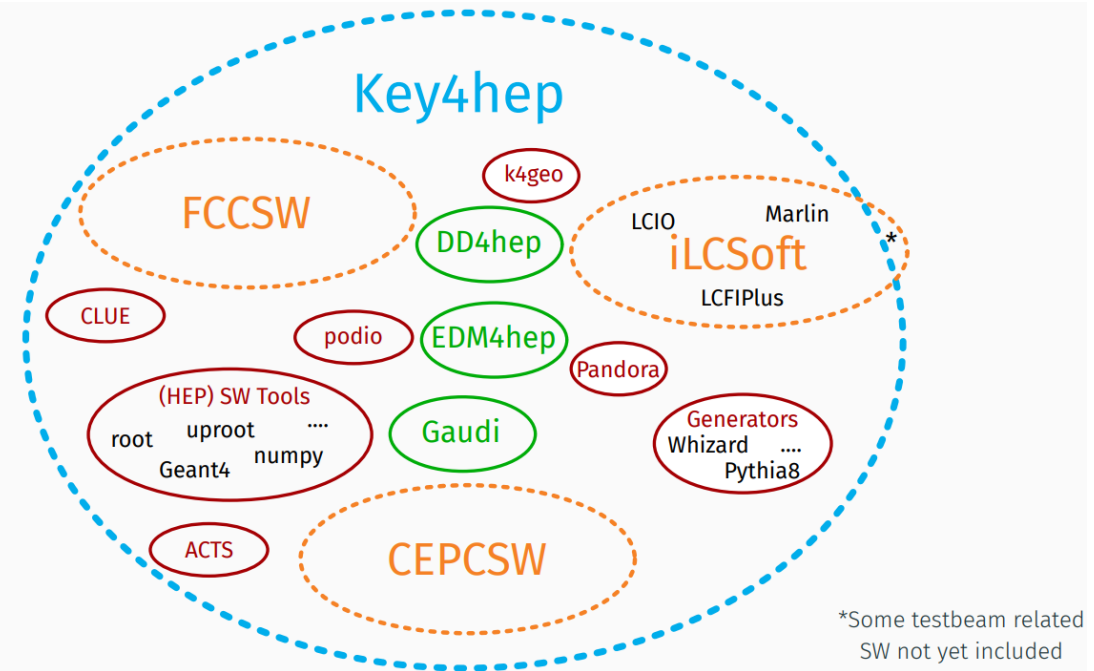 Key4hep
k4geo
FCCSW
LCIO
Marlin
DD4hep
iLCSoft
*
LCFIPlus
CLUE
podio
EDM4hep
Pandora
(HEP) SW Tools
root
uproot
....
Geant4
numpy
Gaudi
Generators
Whizard ....
Pythia8
ACTS
CEPCSW
*Some testbeam related
SW not yet included